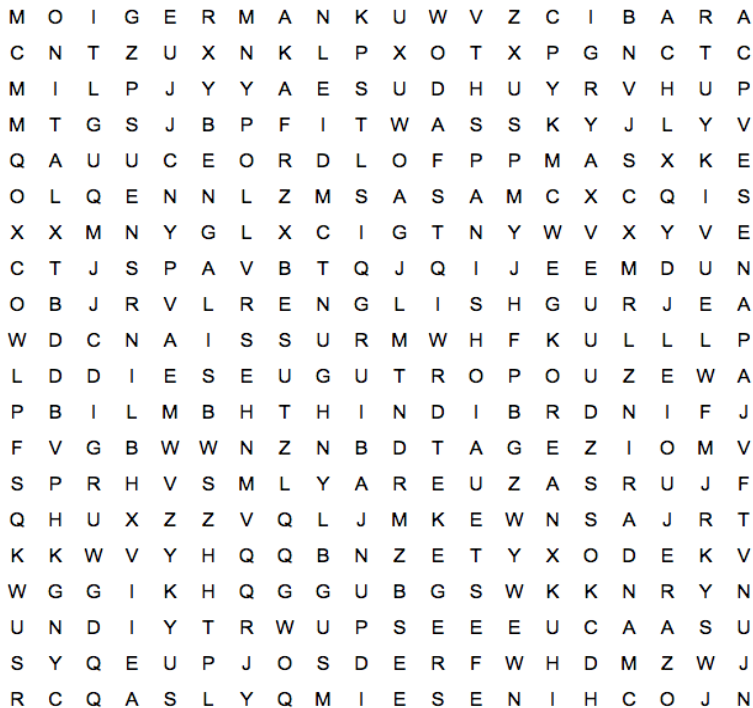 M O I G E R M A N K U W V Z C I B A R A
C N T Z U X N K L P X O T X P G N C T C
M I L P J Y Y A E S U D H U Y R V H U P
M T G S J B P F I T W A S S K Y J L Y V
Q A U U C E O R D L O F P P M A S X K E
O L Q E N N L Z M S A S A M C X C Q I S
X X M N Y G L X C I G T N Y W V X Y V E
C T J S P A V B T Q J Q I J E E M D U N
O B J R V L R E N G L I S H G U R J E A
W D C N A I S S U R M W H F K U L L L P
L D D I E S E U G U T R O P O U Z E W A
P B I L M B H T H I N D I B R D N I F J
F V G B W W N Z N B D T A G E Z I O M V
S P R H V S M L Y A R E U Z A S R U J F
Q H U X Z Z V Q L J M K E W N S A J R T
K K W V Y H Q Q B N Z E T Y X O D E K V
W G G I K H Q G G U B G S W K K N R Y N
U N D I Y T R W U P S E E E U C A A S U
S Y Q E U P J O S D E R F W H D M Z W J
R C Q A S L Y Q M I E S E N I H C O J N